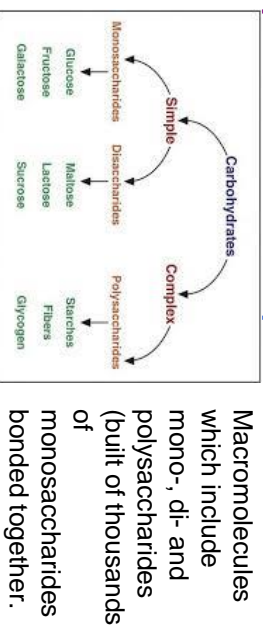 Carbohydrates
Simple Complex
Monosaccharides Disaccharides Polysaccharides
Glucose Maltose Starches
Fructose Lactose Fibers
Galactose Sucrose Glycogen
Macromolecules
which include
mono-, di- and
polysaccharides
(built of thousands
of
monosaccharides
bonded together.